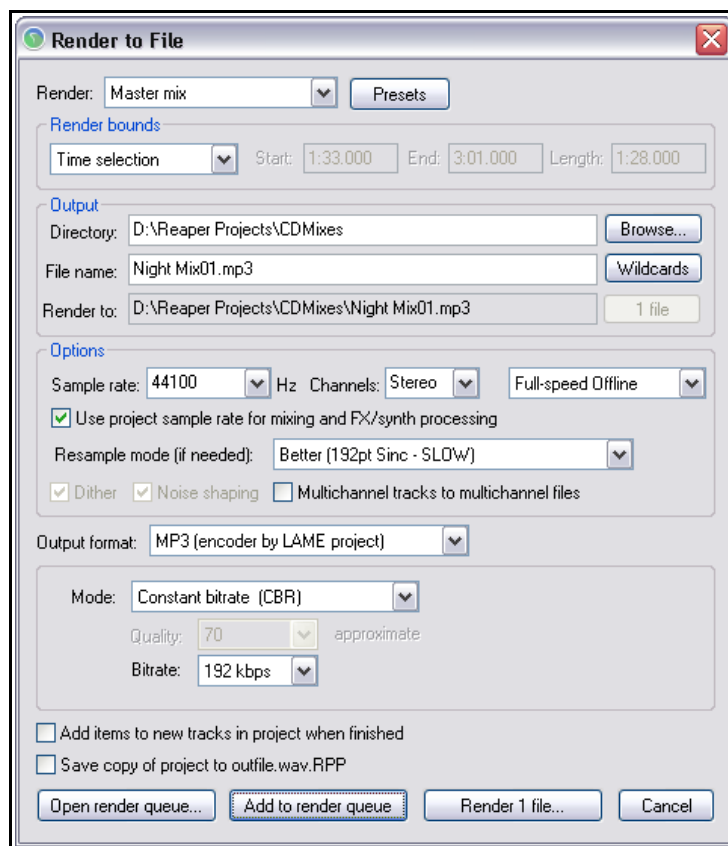 Render to File
Render: Master mix Presets
Render bounds
Time selection Start: 1:33.000 End: 3:01.000 Length: 1:28.000
Output
Directory: D:\Reaper Projects\CDMixes Browse...
File name: Night Mix01.mp3 Wildcards
Render to: D:\Reaper Projects\CDMixes\Night Mix01.mp3 1 file
Options
Sample rate: 44100 Hz Channels: Stereo Full-speed Offline
Use project sample rate for mixing and FX/synth processing
Resample mode (if needed): Better (192pt Sinc - SLOW)
Dither Noise shaping Multichannel tracks to multichannel files
Output format: MP3 (encoder by LAME project)
Mode: Constant bitrate (CBR)
Quality: 70 approximate
Bitrate: 192 kbps
Add items to new tracks in project when finished
Save copy of project to outfile.wav.RPP
Open render queue... Add to render queue Render 1 file... Cancel